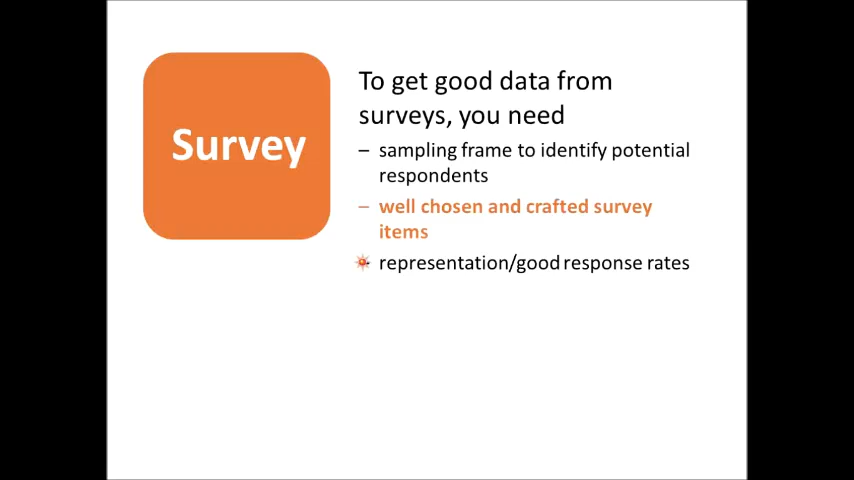 Survey
To get good data from
surveys, you need
– sampling frame to identify potential
respondents
– well chosen and crafted survey
items
representation/good response rates